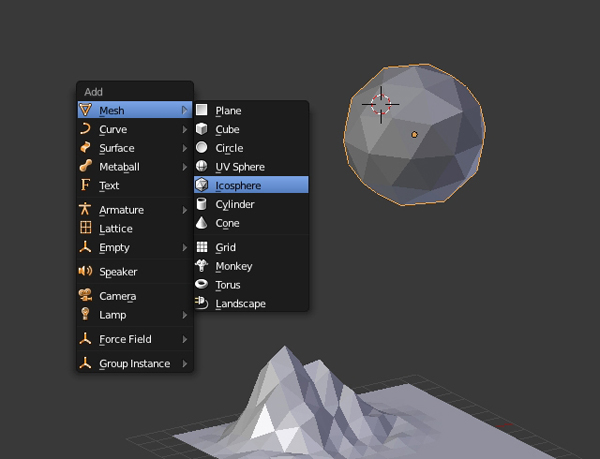 Add
Mesh
Curve
Surface
Metaball
Text
Armature
Lattice
Empty
Speaker
Camera
Lamp
Force Field
Group Instance
Plane
Cube
Circle
UV Sphere
Icosphere
Cylinder
Cone
Grid
Monkey
Torus
Landscape